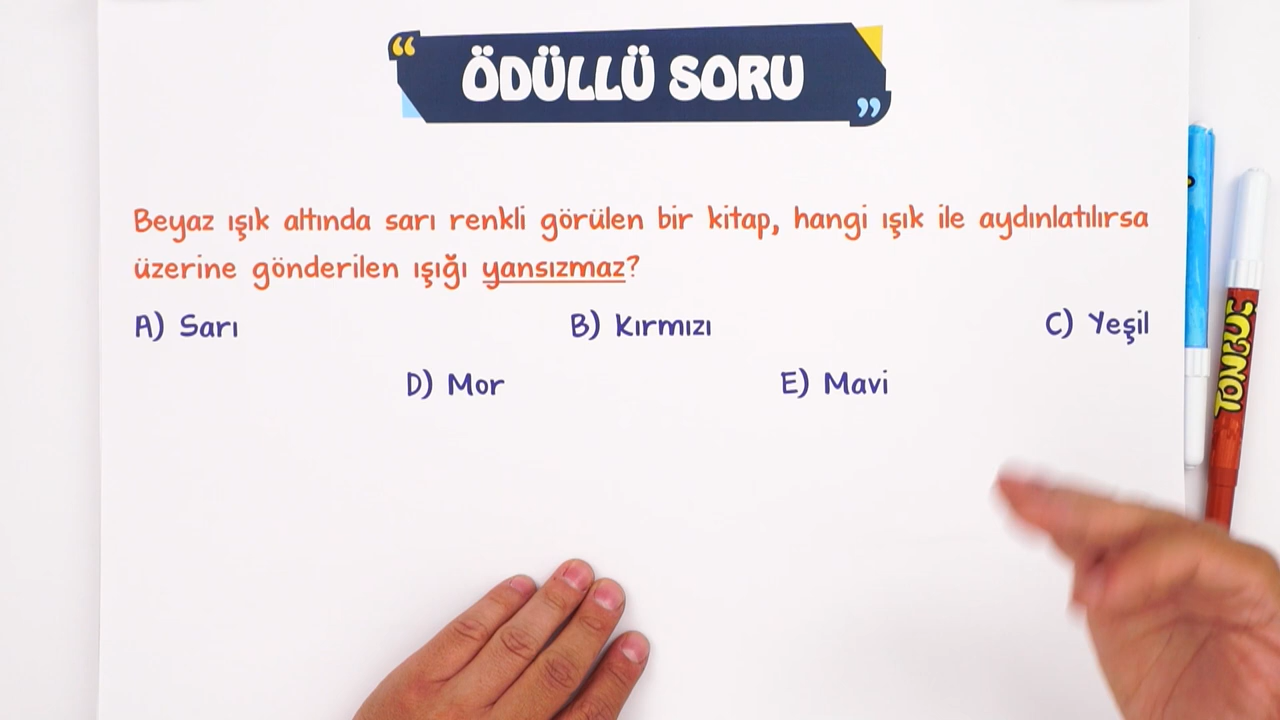 “
ÖDÜLLÜ SORU
”
Beyaz ışık altında sarı renkli görülen bir kitap, hangi ışık ile aydınlatılırsa
üzerine gönderilen ışığı yansızmaz?
A) Sarı B) Kırmızı C) Yeşil
D) Mor E) Mavi
TONGUÇ